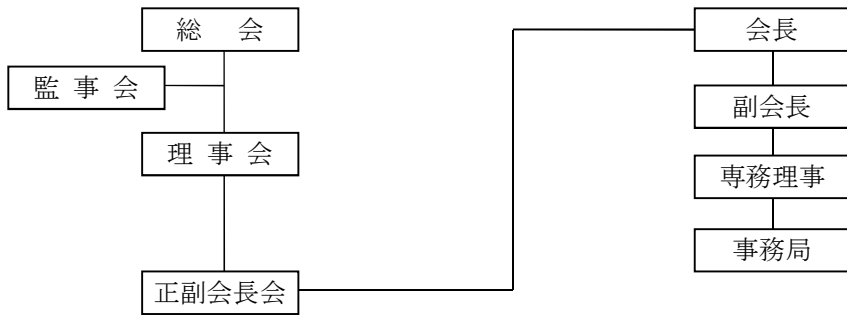 総　会
監 事 会
理 事 会
正副会長会
会長
副会長
専務理事
事務局